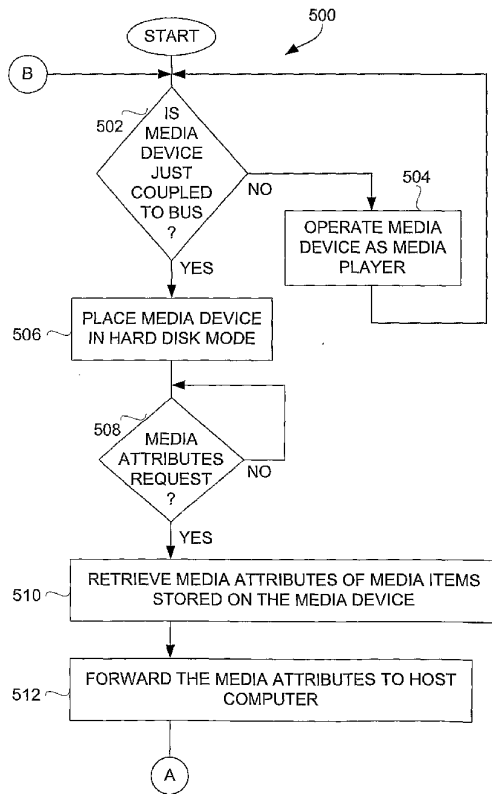 500
START
B
502
IS
MEDIA
DEVICE
JUST
COUPLED
TO BUS
?
NO
504
OPERATE MEDIA
DEVICE AS MEDIA
PLAYER
YES
506
PLACE MEDIA DEVICE
IN HARD DISK MODE
508
MEDIA
ATTRIBUTES
REQUEST
?
NO
YES
510
RETRIEVE MEDIA ATTRIBUTES OF MEDIA ITEMS
STORED ON THE MEDIA DEVICE
512
FORWARD THE MEDIA ATTRIBUTES TO HOST
COMPUTER
A